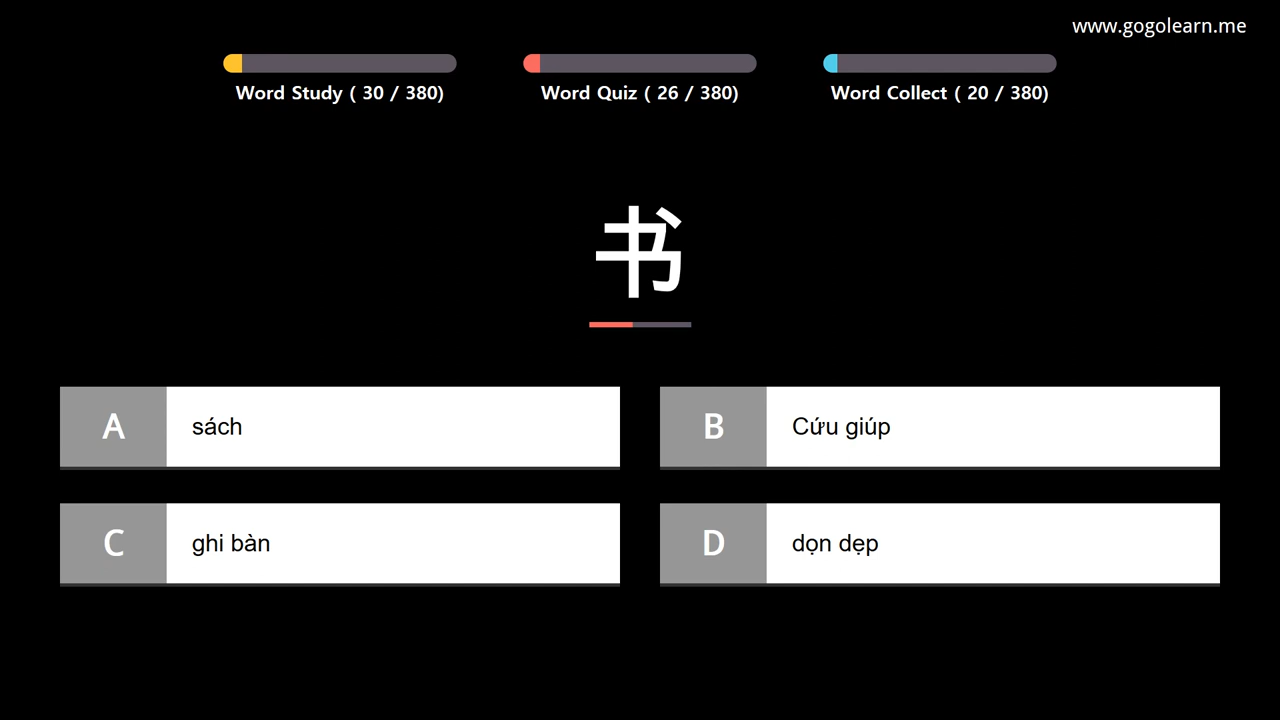 www.gogolearn.me
Word Study ( 30 / 380)
Word Quiz ( 26 / 380)
Word Collect ( 20 / 380)
书
A
sách
B
Cứu giúp
C
ghi bàn
D
dọn dẹp